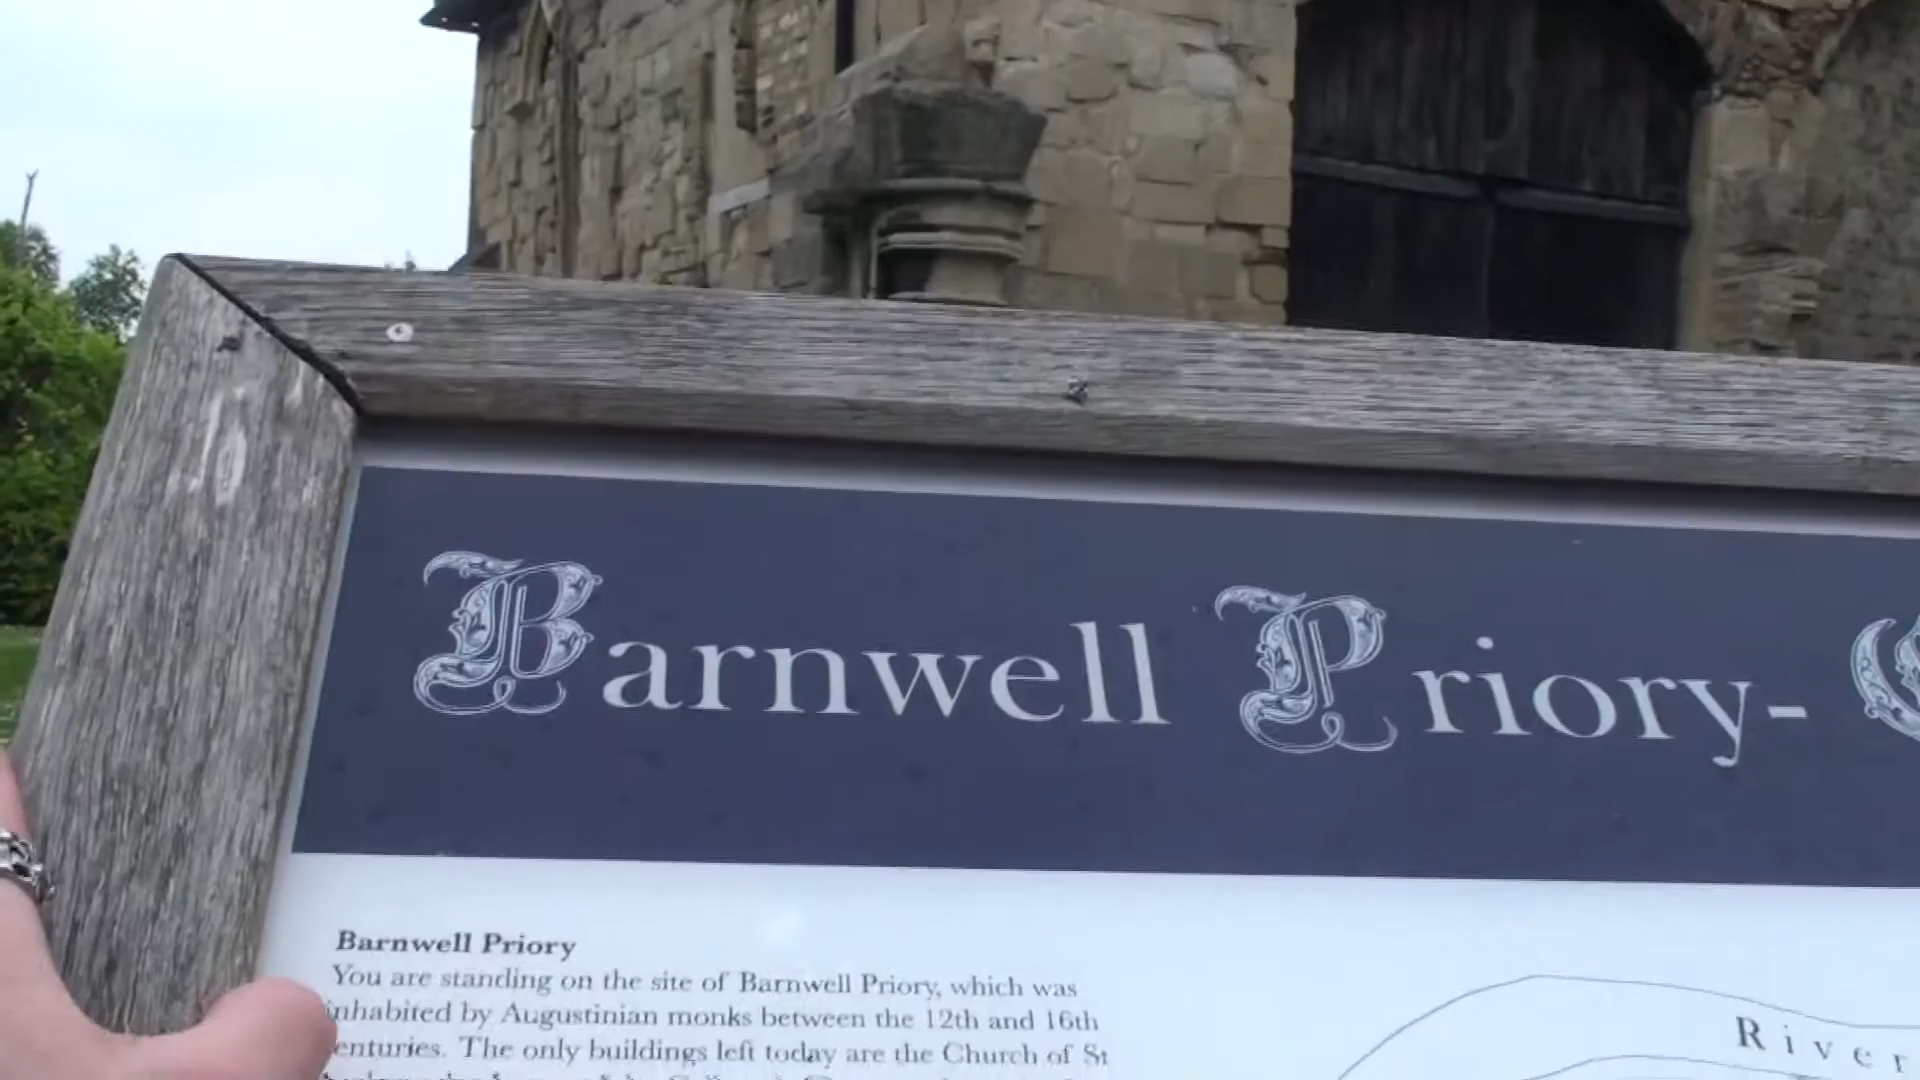 Barnwell Priory-
Barnwell Priory
You are standing on the site of Barnwell Priory, which was
inhabited by Augustinian monks between the 12th and 16th
enturies. The only buildings left today are the Church of St
River